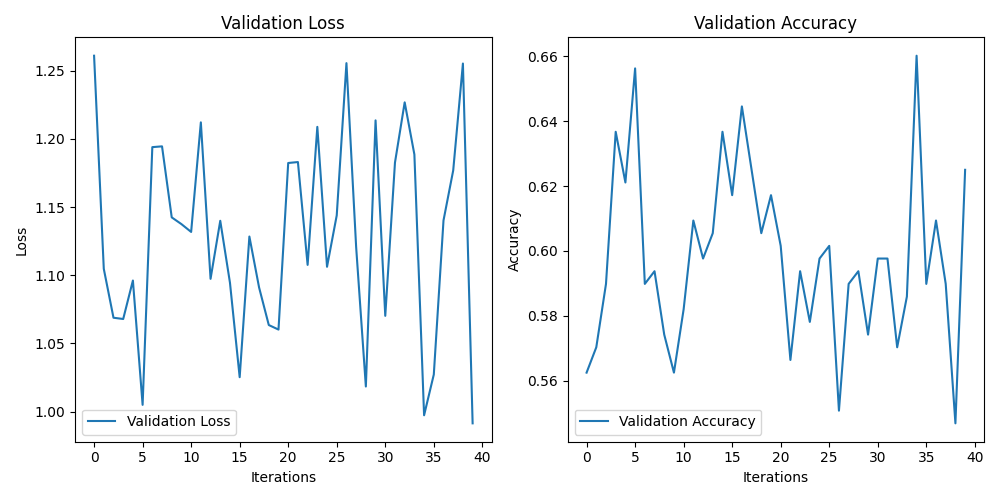 Validation Loss
Loss
1.25
1.20
1.15
1.10
1.05
1.00
Validation Loss
0 5 10 15 20 25 30 35 40
Iterations
Validation Accuracy
Accuracy
0.66
0.64
0.62
0.60
0.58
0.56
Validation Accuracy
0 5 10 15 20 25 30 35 40
Iterations